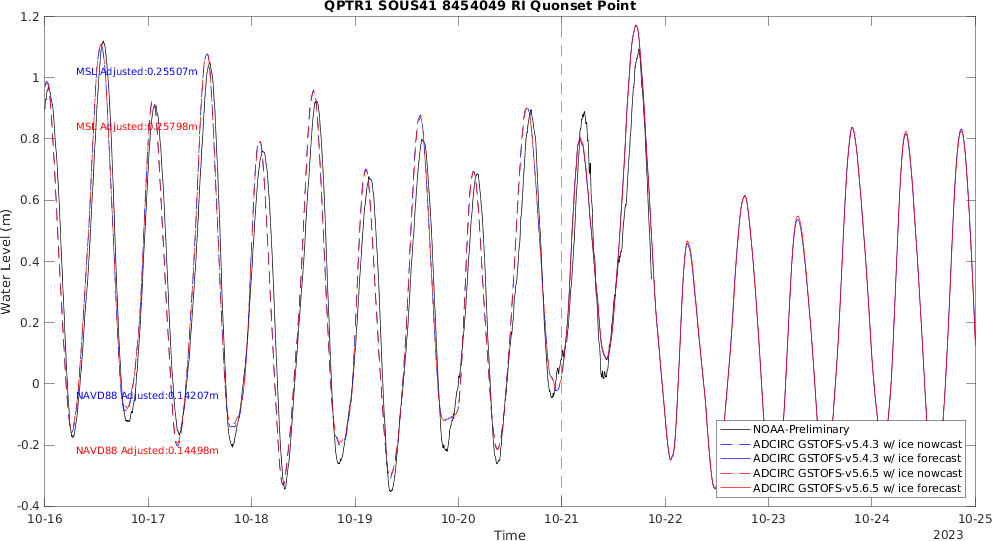 QPTR1 SOUS41 8454049 RI Quonset Point
1.2
1
0.8
0.6
0.4
0.2
0
-0.2
-0.4
Water Level (m)
MSL Adjusted:0.25507m
MSL Adjusted:0.25798m
NAVD88 Adjusted:0.14207m
NAVD88 Adjusted:0.14498m
NOAA-Preliminary
ADCIRC GSTOFS-v5.4.3 w/ ice nowcast
ADCIRC GSTOFS-v5.4.3 w/ ice forecast
ADCIRC GSTOFS-v5.6.5 w/ ice nowcast
ADCIRC GSTOFS-v5.6.5 w/ ice forecast
10-16 10-17 10-18 10-19 10-20 10-21 10-22 10-23 10-24 10-25
Time
2023